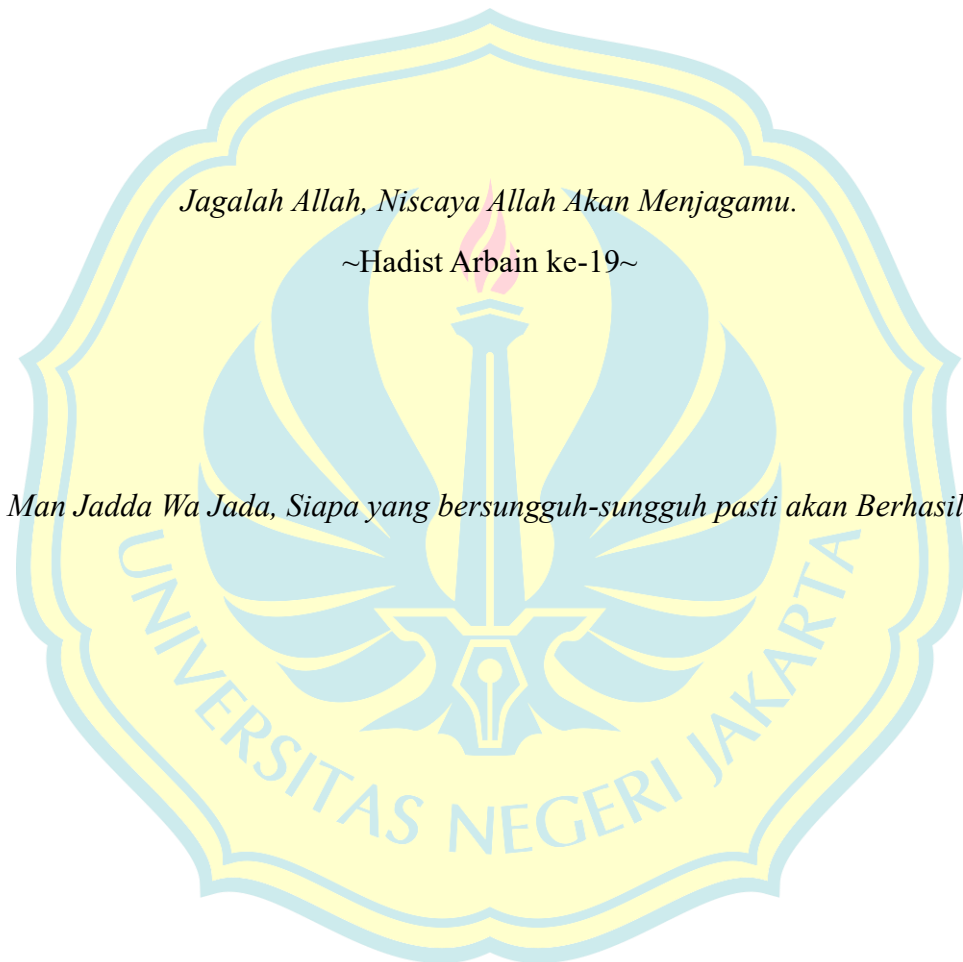 Jagalah Allah, Niscaya Allah Akan Menjagamu.
~Hadist Arbain ke-19~
Man Jadda Wa Jada, Siapa yang bersungguh-sungguh pasti akan Berhasil
UNIVERSITAS NEGERI JAKARTA